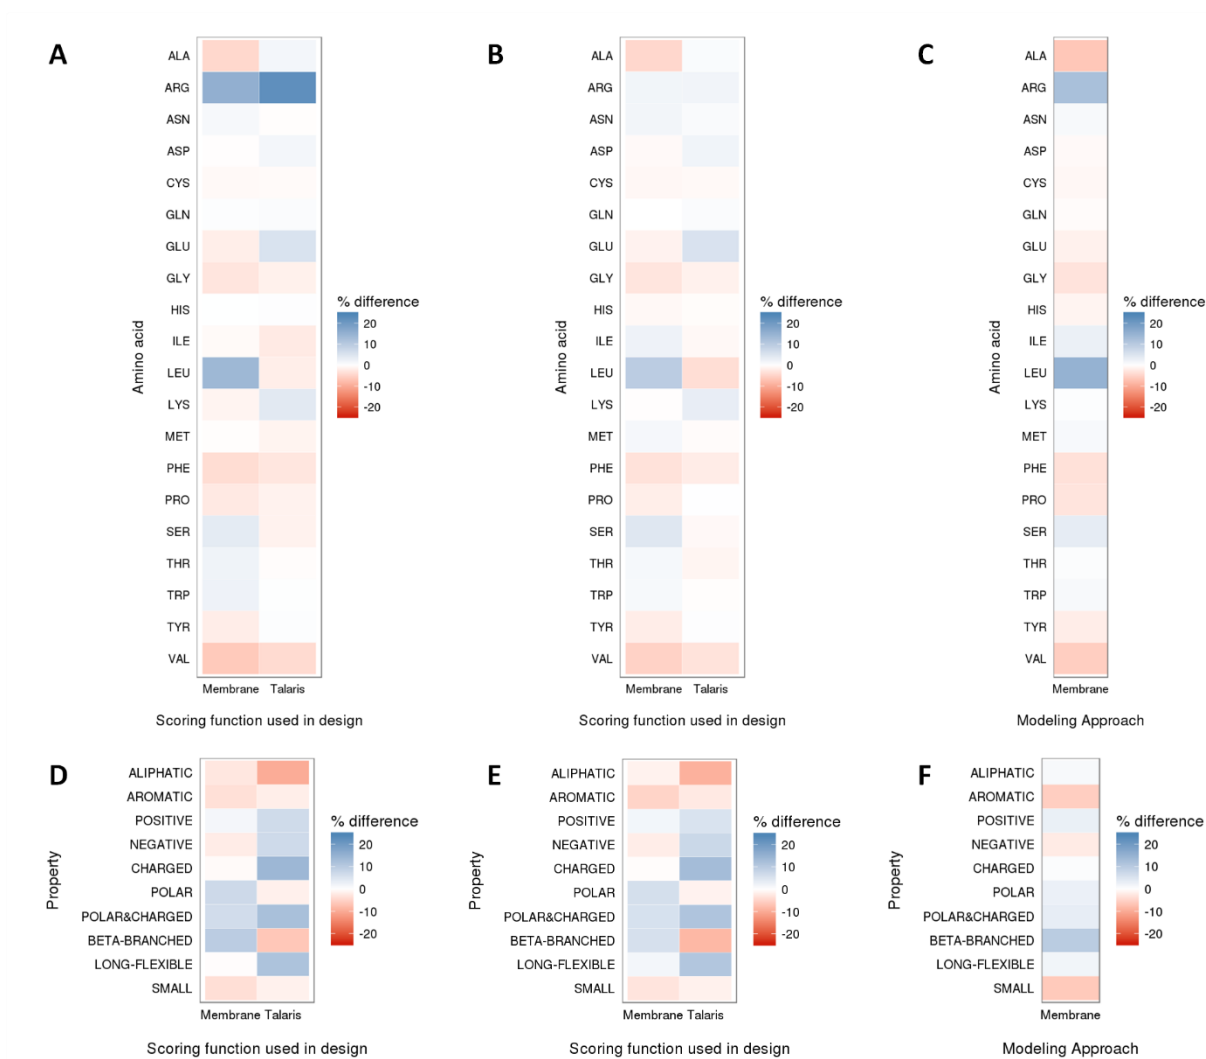 A
ALA
ARG
ASN
ASP
CYS
GLN
GLU
GLY
HIS
ILE
LEU
LYS
MET
PHE
PRO
SER
THR
TRP
TYR
VAL
Amino acid
Membrane Talaris
Scoring function used in design
% difference
20
10
0
-10
-20
B
ALA
ARG
ASN
ASP
CYS
GLN
GLU
GLY
HIS
ILE
LEU
LYS
MET
PHE
PRO
SER
THR
TRP
TYR
VAL
Amino acid
Membrane Talaris
Scoring function used in design
% difference
20
10
0
-10
-20
C
ALA
ARG
ASN
ASP
CYS
GLN
GLU
GLY
HIS
ILE
LEU
LYS
MET
PHE
PRO
SER
THR
TRP
TYR
VAL
Amino acid
Membrane
Modeling Approach
% difference
20
10
0
-10
-20
D
ALIPHATIC
AROMATIC
POSITIVE
NEGATIVE
CHARGED
POLAR
POLAR&CHARGED
BETA-BRANCHED
LONG-FLEXIBLE
SMALL
Property
Membrane Talaris
Scoring function used in design
% difference
20
10
0
-10
-20
E
ALIPHATIC
AROMATIC
POSITIVE
NEGATIVE
CHARGED
POLAR
POLAR&CHARGED
BETA-BRANCHED
LONG-FLEXIBLE
SMALL
Property
Membrane Talaris
Scoring function used in design
% difference
20
10
0
-10
-20
F
ALIPHATIC
AROMATIC
POSITIVE
NEGATIVE
CHARGED
POLAR
POLAR&CHARGED
BETA-BRANCHED
LONG-FLEXIBLE
SMALL
Property
Membrane
Modeling Approach
% difference
20
10
0
-10
-20